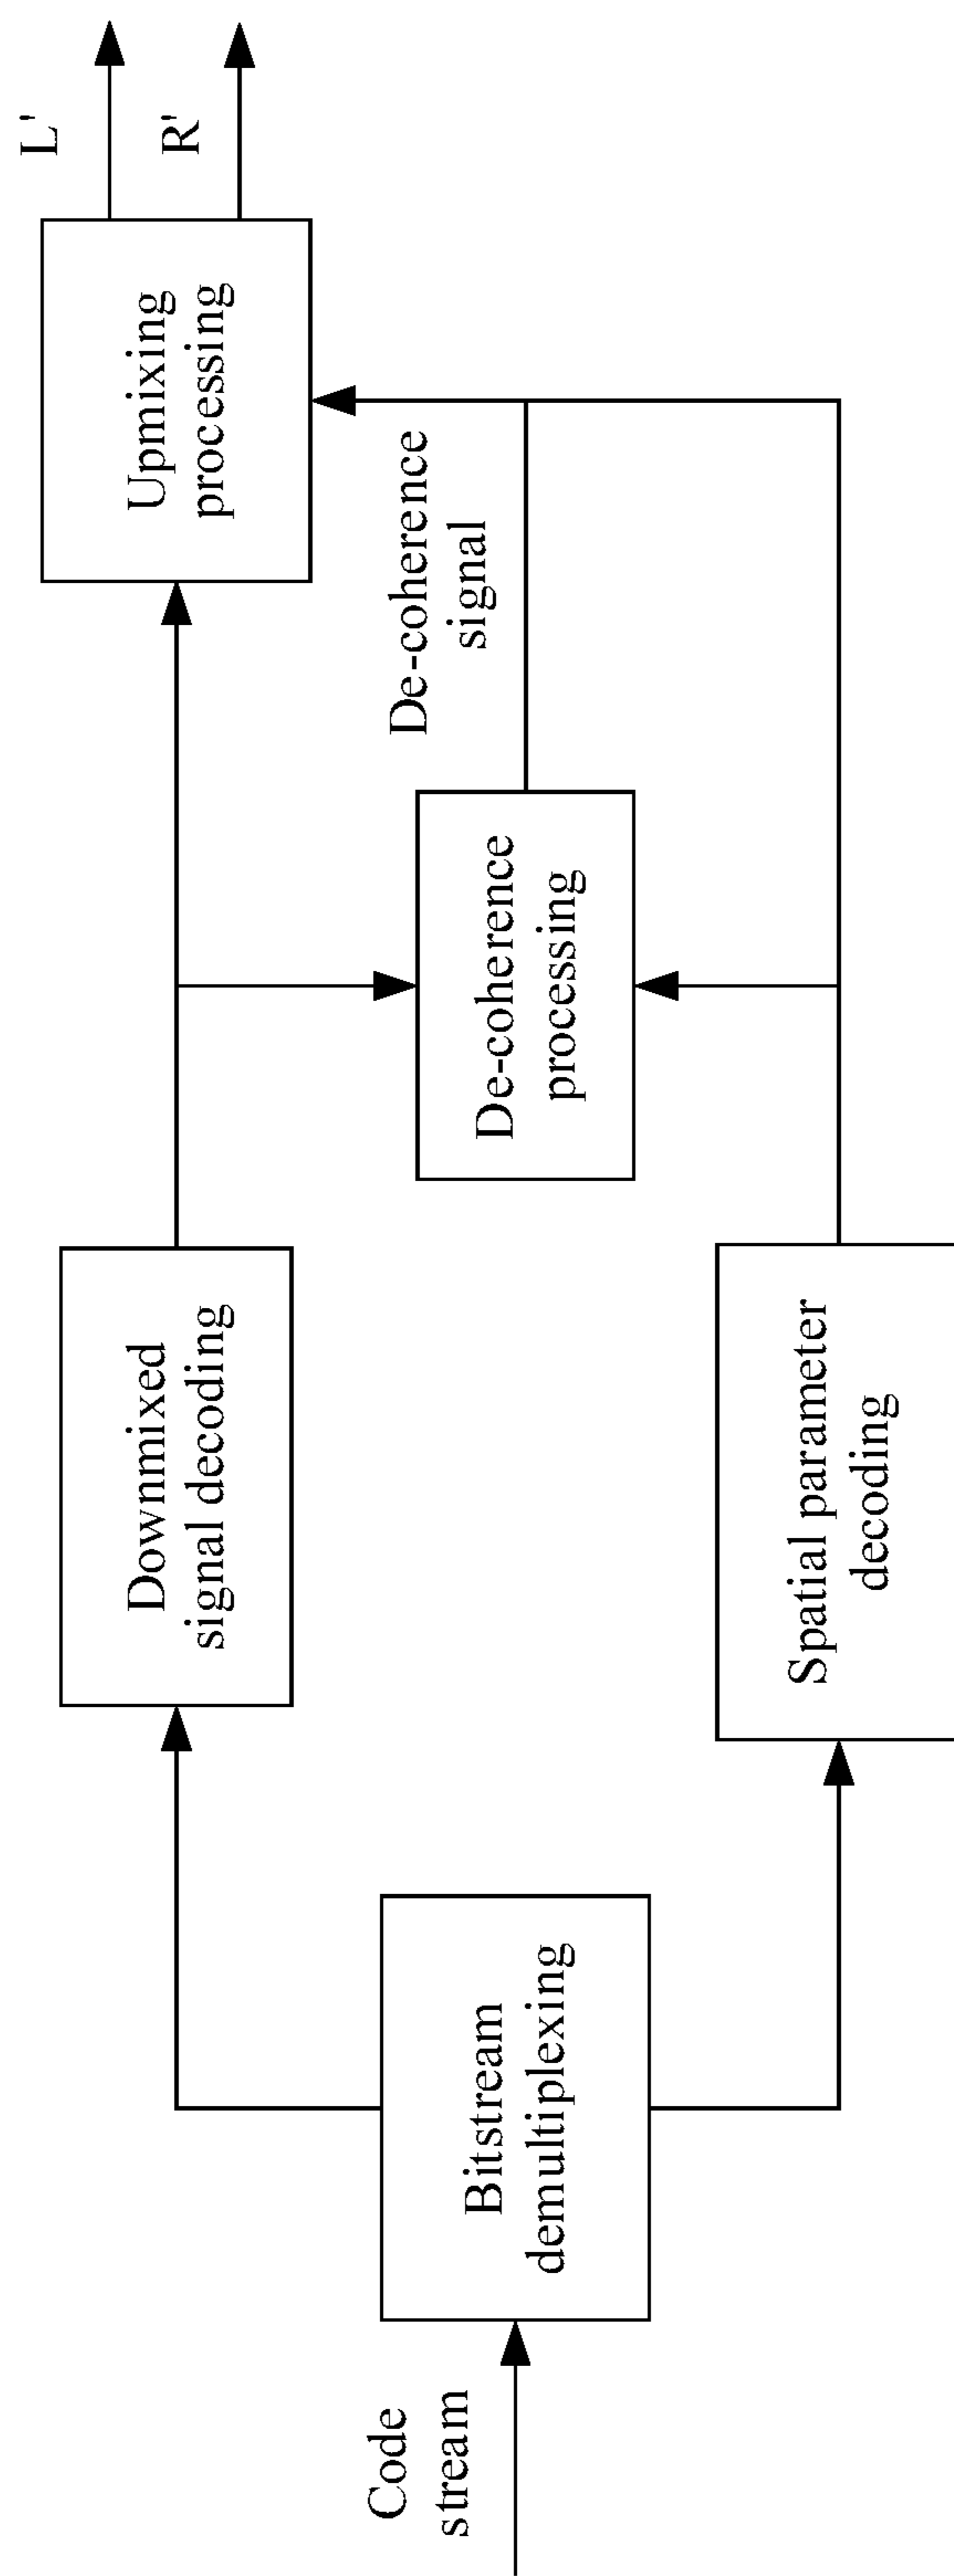 Code
stream
Bitstream
demultiplexing
Downmixed
signal decoding
Spatial parameter
decoding
De-coherence
processing
De-coherence
signal
Upmixing
processing
L'
R'